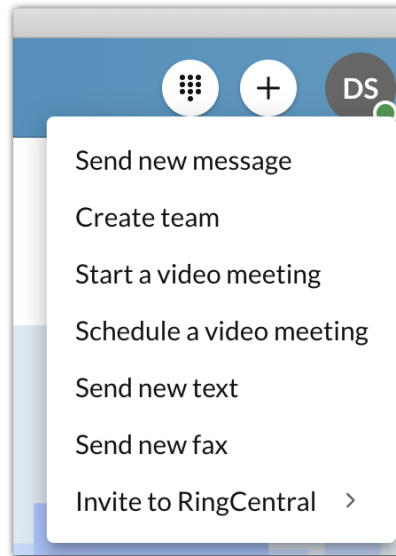 DS
Send new message
Create team
Start a video meeting
Schedule a video meeting
Send new text
Send new fax
Invite to RingCentral